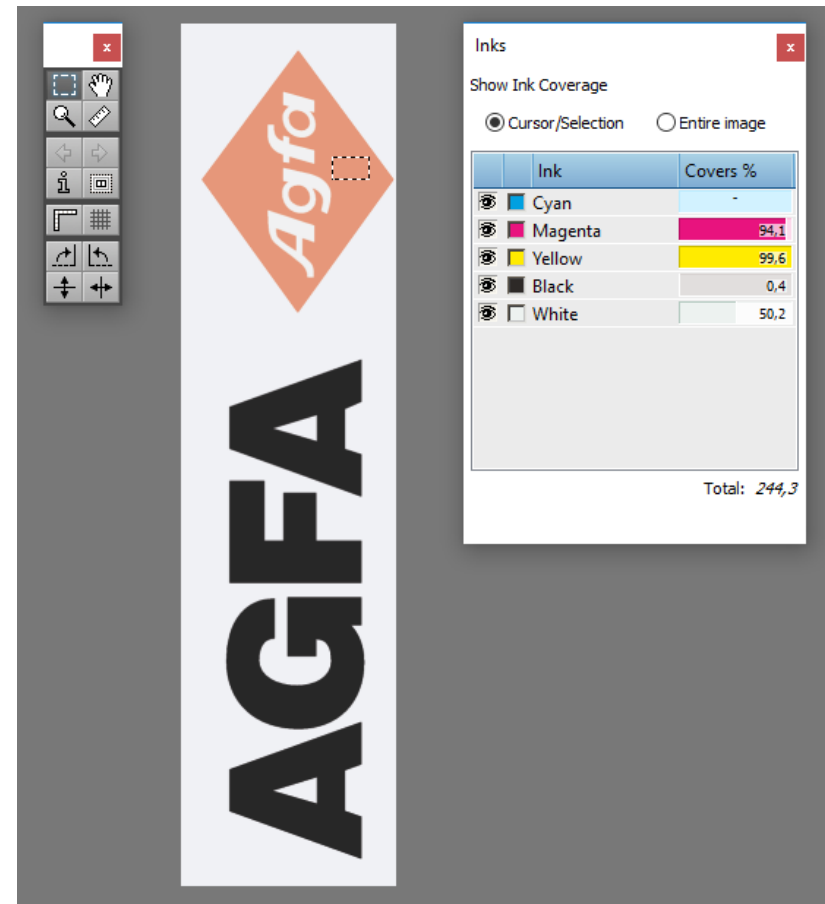 Agfa
AGFA
Inks
Show Ink Coverage
Cursor/Selection Entire image
Ink Covers %
Cyan -
Magenta 94,1
Yellow 99,6
Black 0,4
White 50,2
Total: 244,3